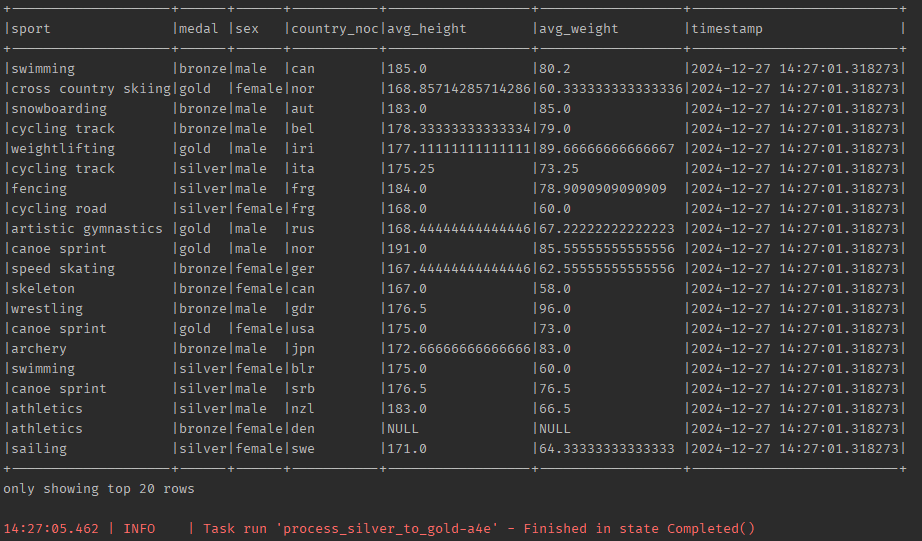 +--------------------+------+------+-----------+------------------+------------------+--------------------------+
|sport               |medal |sex   |country_noc|avg_height        |avg_weight        |timestamp                 |
+--------------------+------+------+-----------+------------------+------------------+--------------------------+
|swimming            |bronze|male  |can        |185.0             |80.2              |2024-12-27 14:27:01.318273|
|cross country skiing|gold  |female|nor        |168.85714285714286|60.333333333333336|2024-12-27 14:27:01.318273|
|snowboarding        |bronze|male  |aut        |183.0             |85.0              |2024-12-27 14:27:01.318273|
|cycling track       |bronze|male  |bel        |178.33333333333334|79.0              |2024-12-27 14:27:01.318273|
|weightlifting       |gold  |male  |iri        |177.11111111111111|89.66666666666667 |2024-12-27 14:27:01.318273|
|cycling track       |silver|male  |ita        |175.25            |73.25             |2024-12-27 14:27:01.318273|
|fencing             |silver|male  |frg        |184.0             |78.9090909090909  |2024-12-27 14:27:01.318273|
|cycling road        |silver|female|frg        |168.0             |60.0              |2024-12-27 14:27:01.318273|
|artistic gymnastics |gold  |male  |rus        |168.44444444444446|67.22222222222223 |2024-12-27 14:27:01.318273|
|canoe sprint        |gold  |male  |nor        |191.0             |85.55555555555556 |2024-12-27 14:27:01.318273|
|speed skating       |bronze|female|ger        |167.44444444444446|62.55555555555556 |2024-12-27 14:27:01.318273|
|skeleton            |bronze|female|can        |167.0             |58.0              |2024-12-27 14:27:01.318273|
|wrestling           |bronze|male  |gdr        |176.5             |96.0              |2024-12-27 14:27:01.318273|
|canoe sprint        |gold  |female|usa        |175.0             |73.0              |2024-12-27 14:27:01.318273|
|archery             |bronze|male  |jpn        |172.66666666666666|83.0              |2024-12-27 14:27:01.318273|
|swimming            |silver|female|blr        |175.0             |60.0              |2024-12-27 14:27:01.318273|
|canoe sprint        |silver|male  |srb        |176.5             |76.5              |2024-12-27 14:27:01.318273|
|athletics           |silver|male  |nzl        |183.0             |66.5              |2024-12-27 14:27:01.318273|
|athletics           |bronze|female|den        |NULL              |NULL              |2024-12-27 14:27:01.318273|
|sailing             |silver|female|swe        |171.0             |64.33333333333333 |2024-12-27 14:27:01.318273|
+--------------------+------+------+-----------+------------------+------------------+--------------------------+
only showing top 20 rows
14:27:05.462 | INFO    | Task run 'process_silver_to_gold-a4e' - Finished in state Completed()